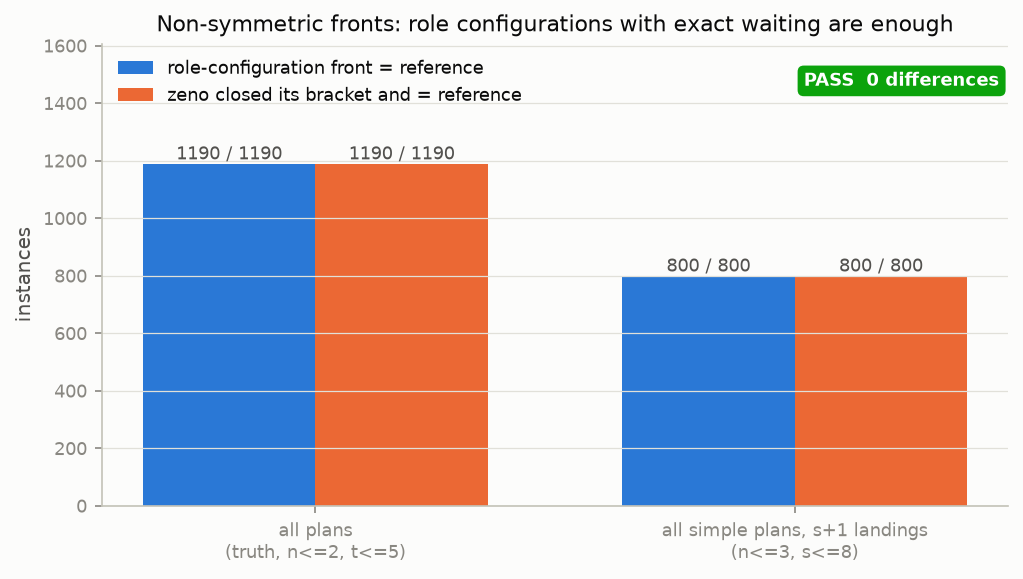 Non-symmetric fronts: role configurations with exact waiting are enough
role-configuration front = reference
zeno closed its bracket and = reference
PASS 0 differences
instances
1600
1400
1200
1000
800
600
400
200
0
1190 / 1190
1190 / 1190
800 / 800
800 / 800
all plans
(truth, n<=2, t<=5)
all simple plans, s+1 landings
(n<=3, s<=8)